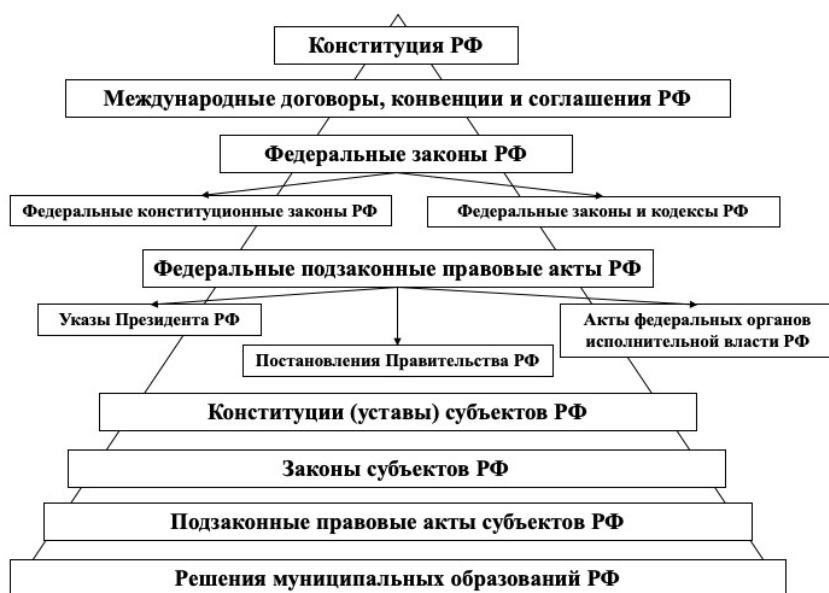 Конституция РФ
Международные договоры, конвенции и соглашения РФ
Федеральные законы РФ
Федеральные конституционные законы РФ
Федеральные законы и кодексы РФ
Федеральные подзаконные правовые акты РФ
Указы Президента РФ
Постановления Правительства РФ
Акты федеральных органов
исполнительной власти РФ
Конституции (уставы) субъектов РФ
Законы субъектов РФ
Подзаконные правовые акты субъектов РФ
Решения муниципальных образований РФ